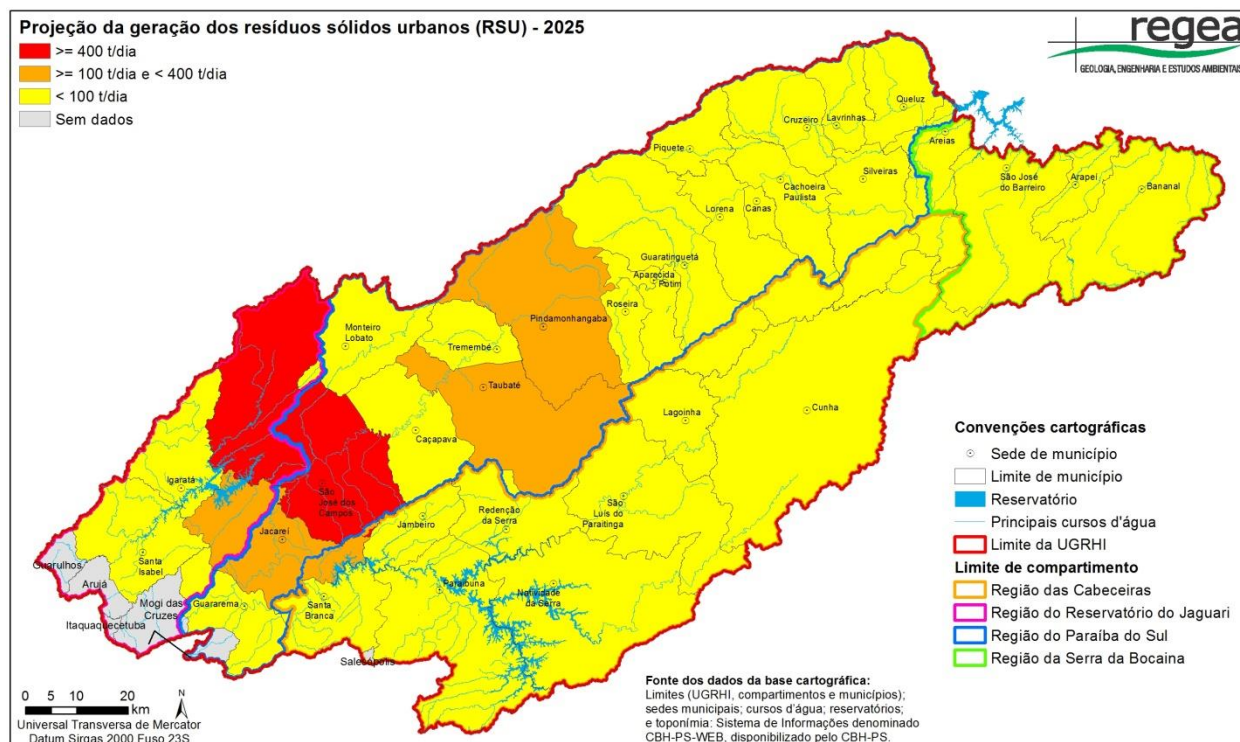 Projeção da geração dos resíduos sólidos urbanos (RSU) - 2025
>= 400 t/dia
>= 100 t/dia e < 400 t/dia
< 100 t/dia
Sem dados
regea
GEOLOGIA, ENGENHARIA E ESTUDOS AMBIENTAIS
Queluz
Lavrinhas
Cruzeiro
Areias
Piquete
São José
do Barreiro
Arapeí
Bananal
Silveiras
Cachoeira
Paulista
Canas
Lorena
Guaratinguetá
Aparecida
Potim
Roseira
Pindamonhangaba
Monteiro
Lobato
Tremembé
Taubaté
Cunha
Lagoinha
Caçapava
Igaratá
São
José dos
Campos
São
Luís do
Paraitinga
Redenção
da Serra
Jambeiro
Jacareí
Santa
Isabel
Guarulhos
Arujá
Mogi das
Cruzes
Itaquaquecetuba
Guararema
Santa
Branca
Paraibuna
Natividade
da Serra
Salesópolis
Convenções cartográficas
Sede de município
Limite de município
Reservatório
Principais cursos d'água
Limite da UGRHI
Limite de compartimento
Região das Cabeceiras
Região do Reservatório do Jaguari
Região do Paraíba do Sul
Região da Serra da Bocaina
0 5 10 20
km
N
Universal Transversa de Mercator
Datum Sirgas 2000 Fuso 23S
Fonte dos dados da base cartográfica:
Limites (UGRHI, compartimentos e municípios);
sedes municipais; cursos d'água; reservatórios;
e toponímia: Sistema de Informações denominado
CBH-PS-WEB, disponibilizado pelo CBH-PS.